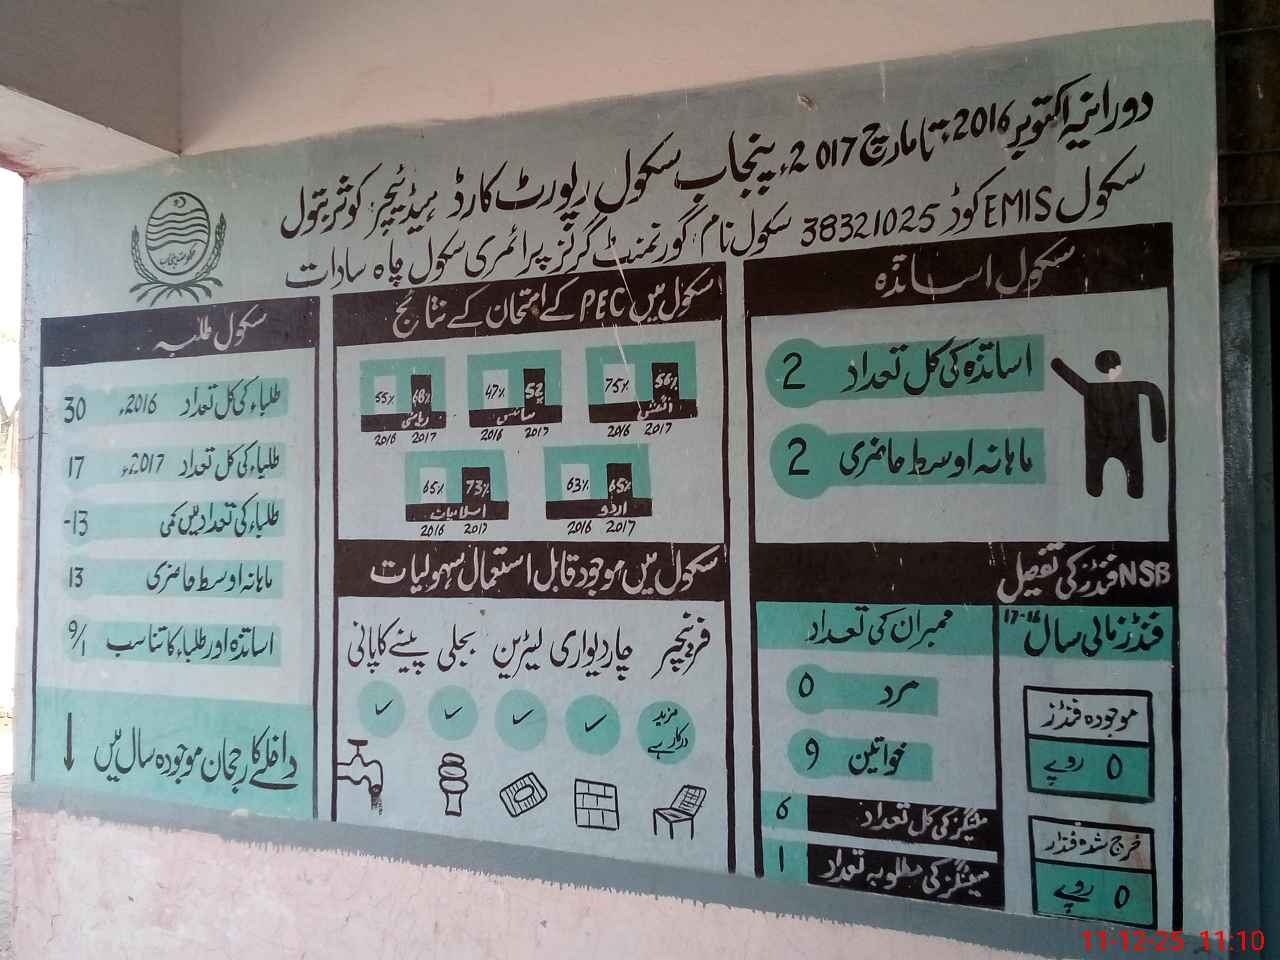 دورانیہ اکتوبر 2016ء تا مارچ 2017ء پنجاب سکول رپورٹ کارڈ ہیڈ ٹیچر: کوثر بتول
سکول EMIS کوڈ 38321025 سکول نام: گورنمنٹ گرلز پرائمری سکول چاہ سادات
سکول اساتذہ
اساتذہ کی کل تعداد 2
ماہانہ اوسط حاضری 2
سکول میں PEC کے امتحان کے نتائج
75% 56%
انگلش
2016 2017
47% 52%
سائنس
2016 2017
55% 68%
ریاضی
2016 2017
63% 65%
اردو
2016 2017
65% 73%
اسلامیات
2016 2017
سکول طلبہ
طلباء کی کل تعداد 2016ء 30
طلباء کی کل تعداد 2017ء 17
طلباء کی تعداد میں کمی 13-
ماہانہ اوسط حاضری 13
اساتذہ اور طلباء کا تناسب 9/1
داخلے کا رجحان موجودہ سال میں
NSB فنڈز کی تفصیل
فنڈز مالی سال 16-17
موجودہ فنڈز
0 روپے
خرچ شدہ فنڈز
0 روپے
ممبران کی تعداد
مرد 0
خواتین 9
میٹنگز کی کل تعداد 6
میٹنگز کی مطلوبہ تعداد 1
سکول میں موجود قابل استعمال سہولیات
فرنیچر چار دیواری لیٹرین بجلی پینے کا پانی
مزید درکار ہے ✓ ✓ ✓ ✓
11-12-25 11:10